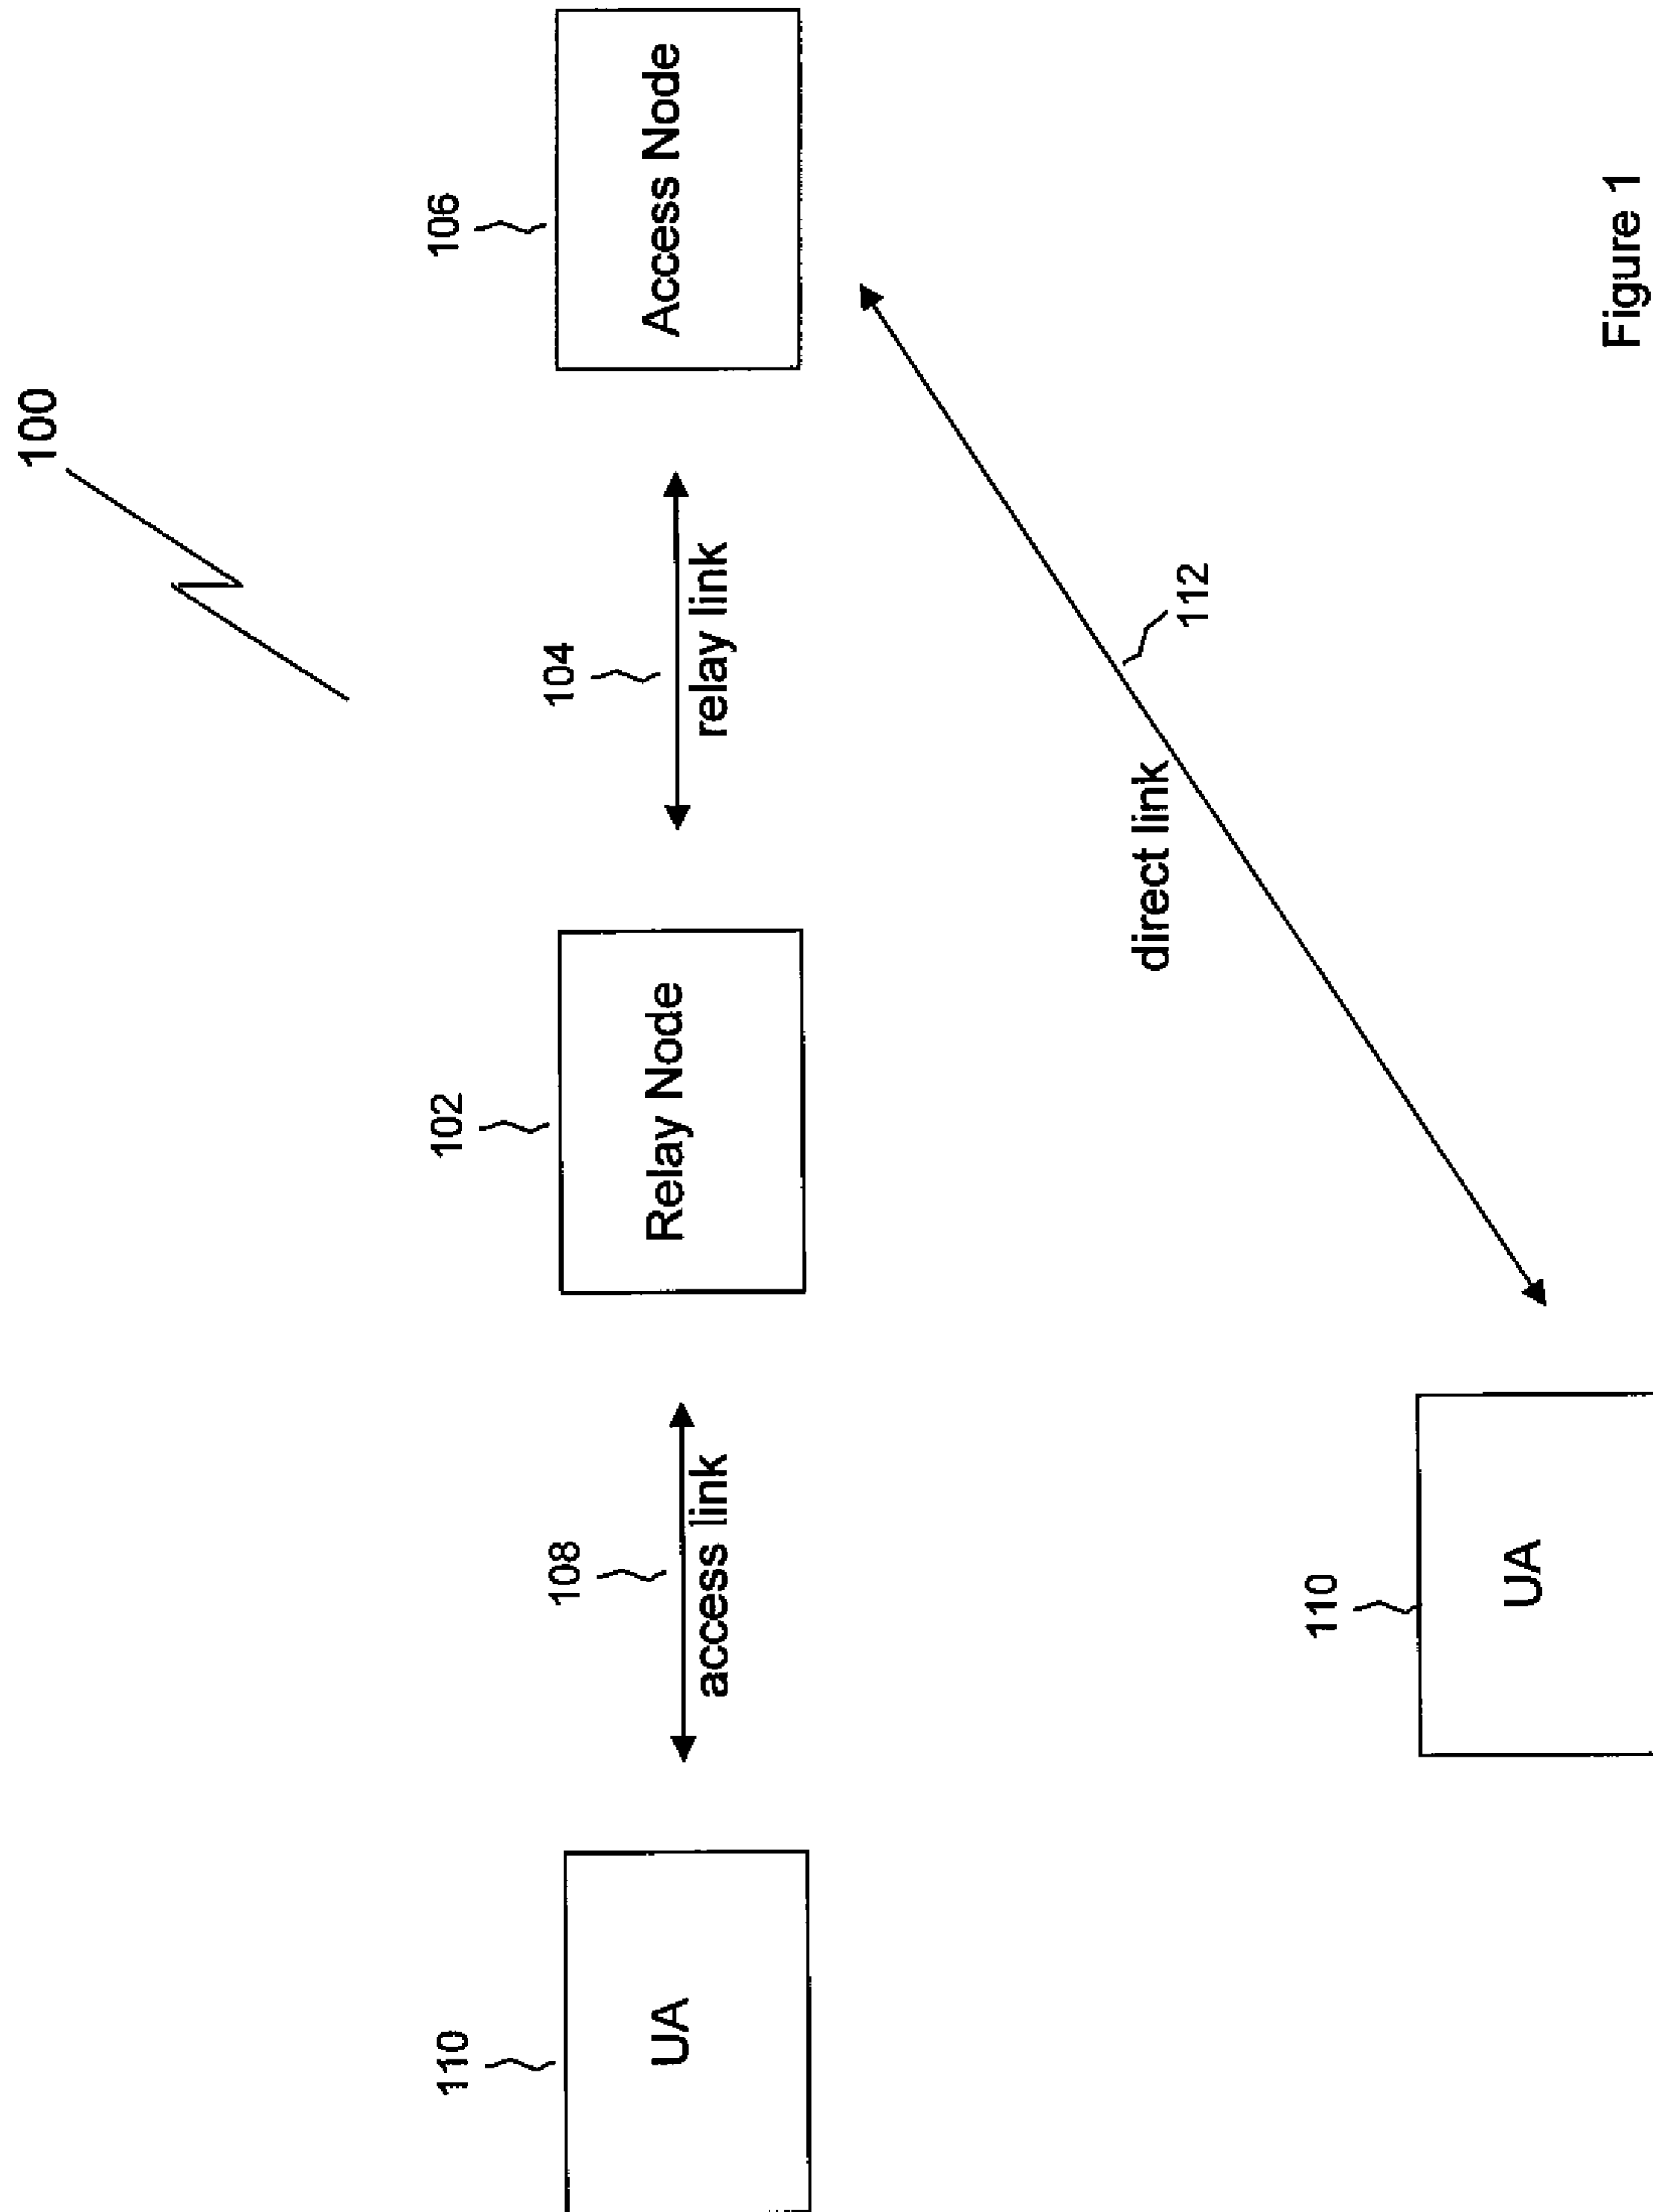 100
110
102
106
UA
Relay Node
Access Node
108
104
access link
relay link
direct link
112
110
UA
Figure 1